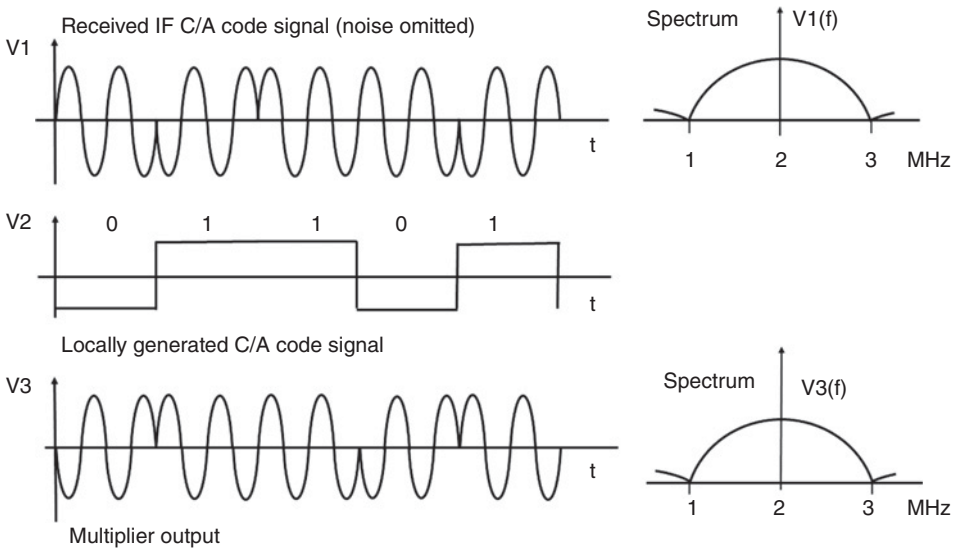 Received IF C/A code signal (noise omitted)
V1
t
Spectrum
V1(f)
1 2 3 MHz
V2
0 1 1 0 1
t
Locally generated C/A code signal
V3
t
Multiplier output
Spectrum
V3(f)
1 2 3 MHz